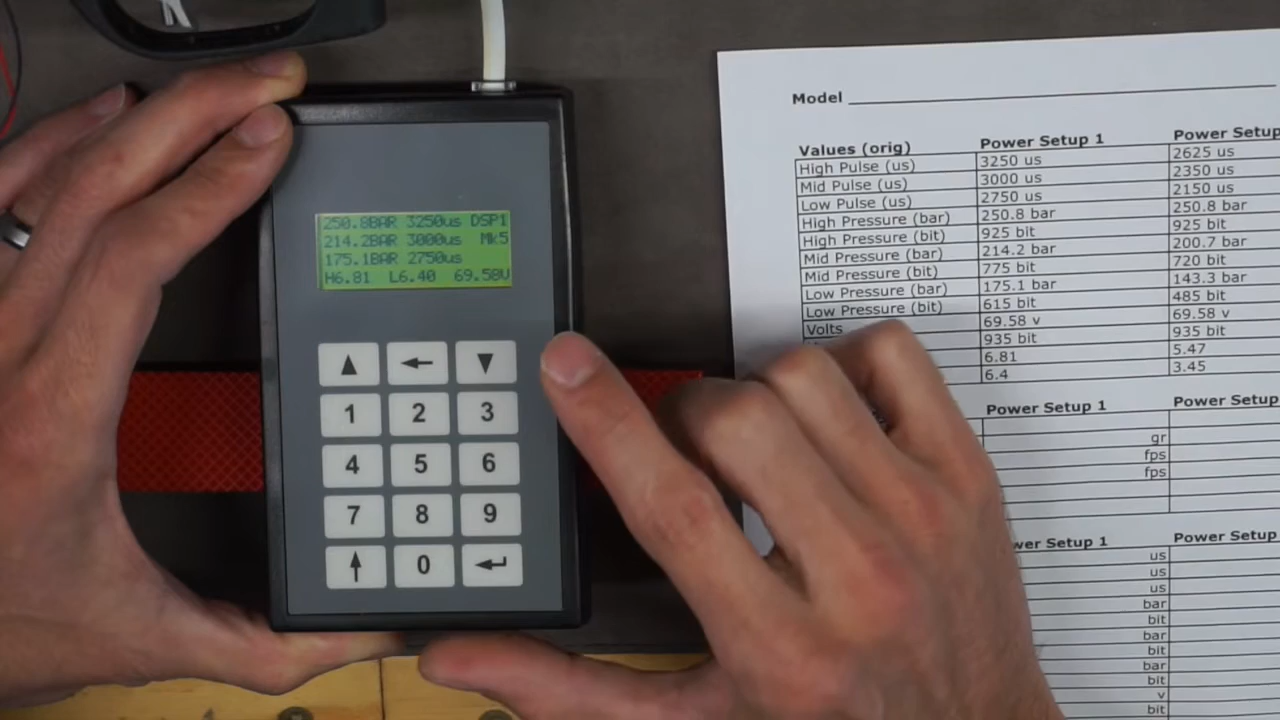 250.8BAR 3250us DSP1
214.2BAR 3000us Mk5
175.1BAR 2750us
H6.81 L6.40 69.58V
1 2 3
4 5 6
7 8 9
0
Model
Values (orig) Power Setup 1 Power Setup
High Pulse (us) 3250 us 2625 us
Mid Pulse (us) 3000 us 2350 us
Low Pulse (us) 2750 us 2150 us
High Pressure (bar) 250.8 bar 250.8 bar
High Pressure (bit) 925 bit 925 bit
Mid Pressure (bar) 214.2 bar 200.7 bar
Mid Pressure (bit) 775 bit 720 bit
Low Pressure (bar) 175.1 bar 143.3 bar
Low Pressure (bit) 615 bit 485 bit
Volts 69.58 v 69.58 v
935 bit 935 bit
6.81 5.47
6.4 3.45
Power Setup 1 Power Setup
gr
fps
fps
wer Setup 1 Power Setup
us
us
us
bar
bit
bar
bit
bar
bit
v
bit